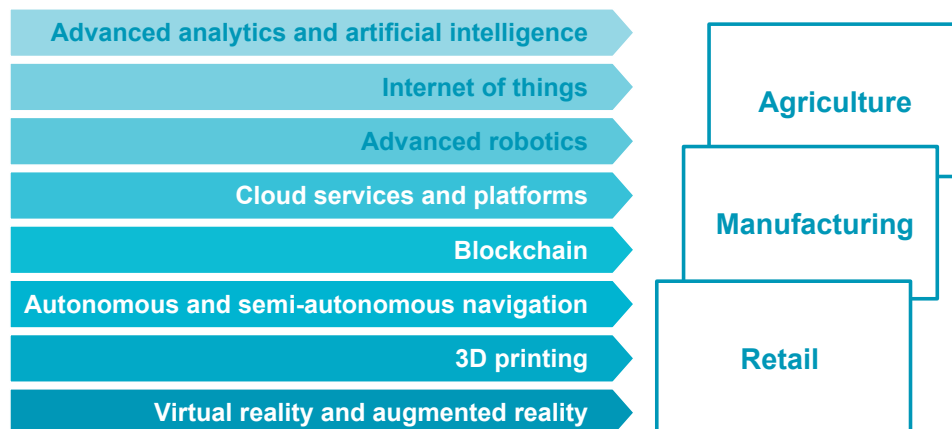 Advanced analytics and artificial intelligence
Internet of things
Advanced robotics
Cloud services and platforms
Blockchain
Autonomous and semi-autonomous navigation
3D printing
Virtual reality and augmented reality
Agriculture
Manufacturing
Retail